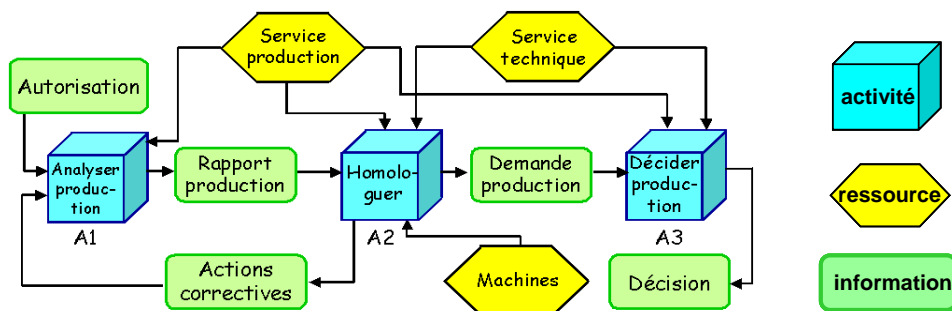 Service
production
Service
technique
Autorisation
activité
Analyser
produc-
tion
Rapport
production
Homolo-
guer
Demande
production
Décider
produc-
tion
ressource
A1
A2
A3
Actions
correctives
Machines
Décision
information